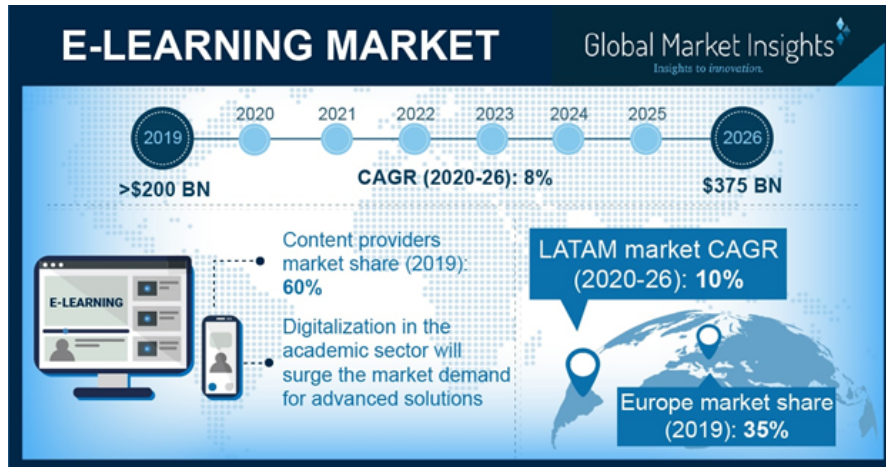 E-LEARNING MARKET
Global Market Insights
Insights to innovation.
2019
2020
2021
2022
2023
2024
2025
2026
>$200 BN
CAGR (2020-26): 8%
$375 BN
E-LEARNING
Content providers
market share (2019):
60%
Digitalization in the
academic sector will
surge the market demand
for advanced solutions
LATAM market CAGR
(2020-26): 10%
Europe market share
(2019): 35%